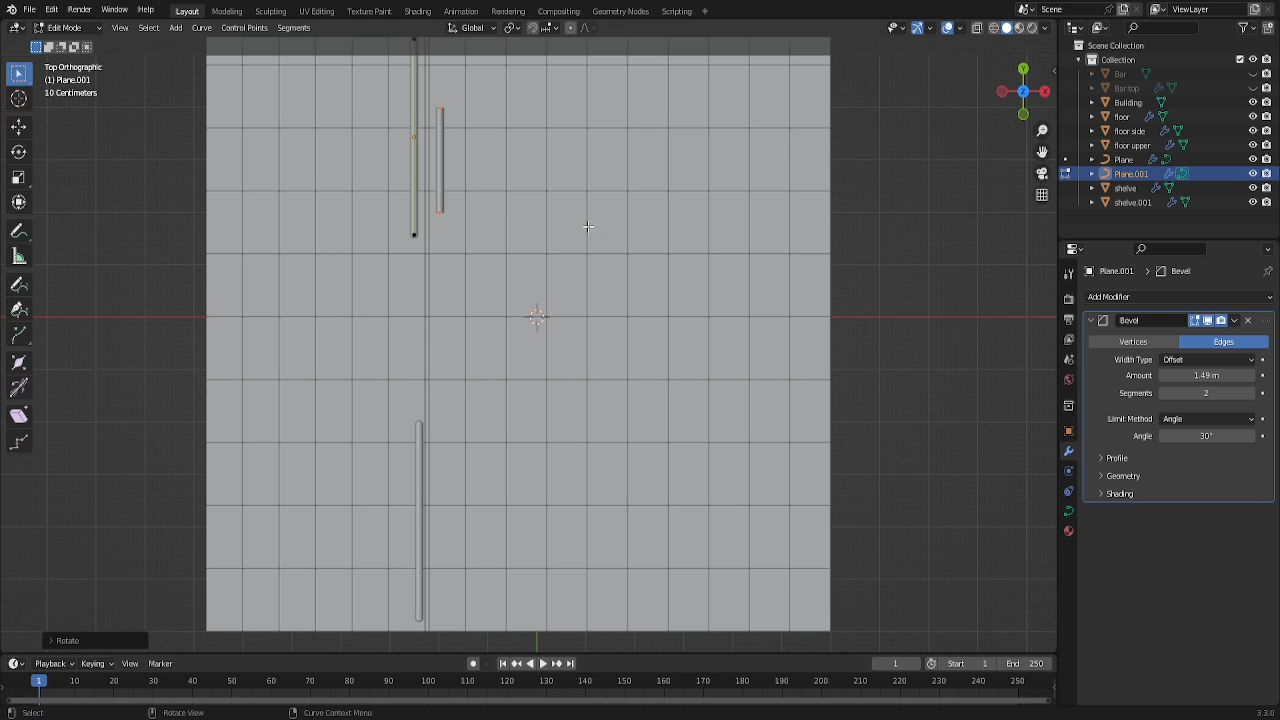 File Edit Render Window Help Layout Modeling Sculpting UV Editing Texture Paint Shading Animation Rendering Compositing Geometry Nodes Scripting Scene ViewLayer
Edit Mode View Select Add Curve Control Points Segments Global
Top Orthographic
(1) Plane.001
10 Centimeters
Y
X
Z
Scene Collection
Collection
Bar
Bar top
Building
floor
floor side
floor upper
Plane
Plane.001
shelve
shelve.001
Plane.001 Bevel
Add Modifier
Bevel
Vertices Edges
Width Type Offset
Amount 1.49 m
Segments 2
Limit Method Angle
Angle 30°
Profile
Geometry
Shading
Rotate
Playback Keying View Marker 1 Start 1 End 250
1 10 20 30 40 50 60 70 80 90 100 110 120 130 140 150 160 170 180 190 200 210 220 230 240 250
Select Rotate View Curve Context Menu 3.3.0